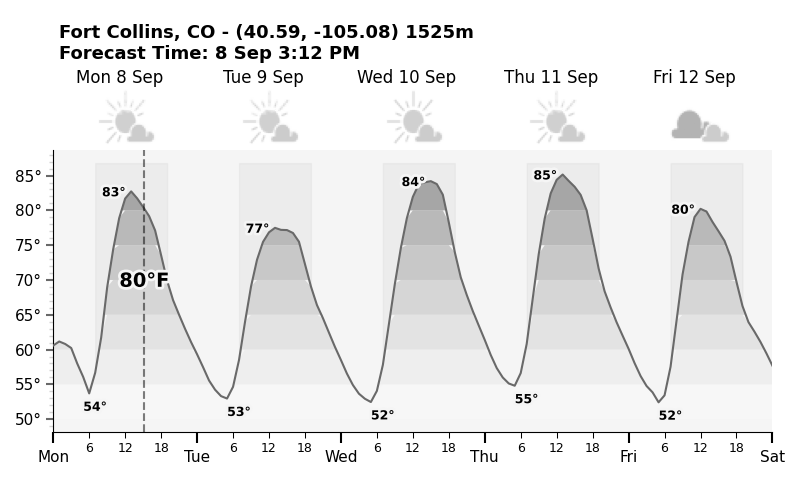 Fort Collins, CO - (40.59, -105.08) 1525m
Forecast Time: 8 Sep 3:12 PM
Mon 8 Sep Tue 9 Sep Wed 10 Sep Thu 11 Sep Fri 12 Sep
85°
80°
75°
70°
65°
60°
55°
50°
83° 77° 84° 85° 80°
80°F
54° 53° 52° 55° 52°
6 12 18 6 12 18 6 12 18 6 12 18 6 12 18
Mon Tue Wed Thu Fri Sat